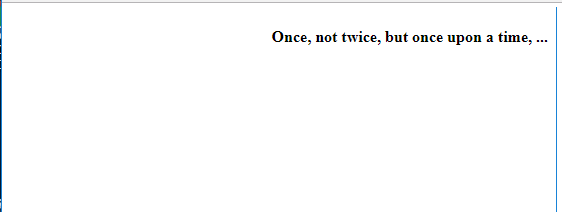 Once, not twice, but once upon a time, ...